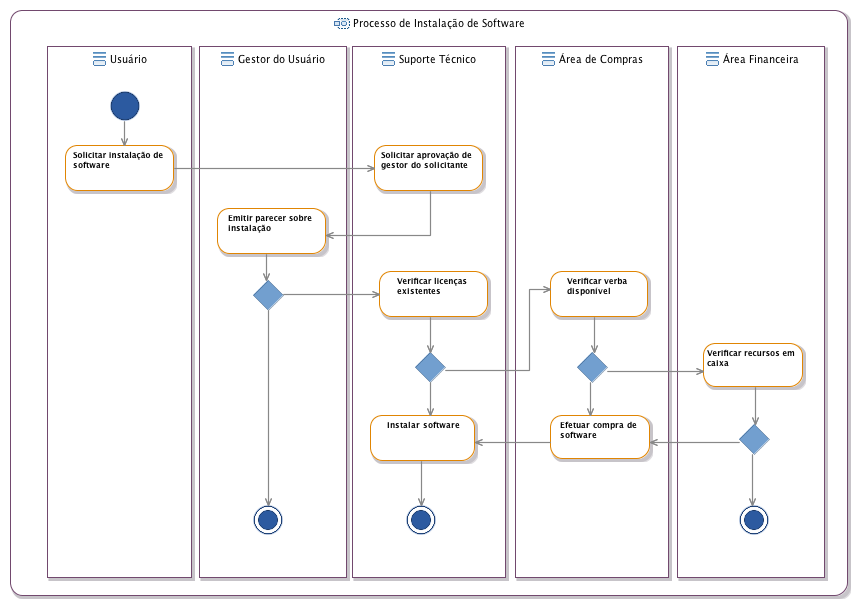 Processo de Instalação de Software
Usuário
Gestor do Usuário
Suporte Técnico
Área de Compras
Área Financeira
Solicitar instalação de
software
Solicitar aprovação de
gestor do solicitante
Emitir parecer sobre
instalação
Verificar licenças
existentes
Verificar verba
disponível
Verificar recursos em
caixa
Instalar software
Efetuar compra de
software